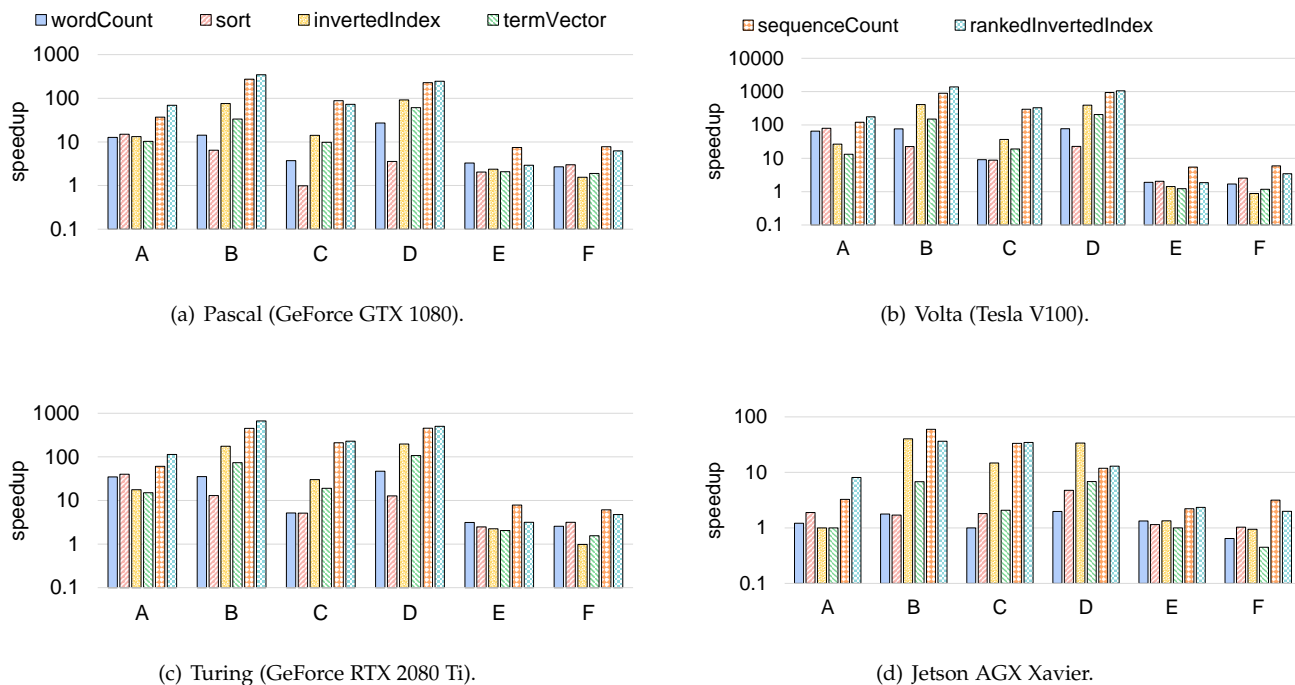 wordCount sort invertedIndex termVector sequenceCount rankedInvertedIndex
speedup
1000
100
10
1
0.1
A B C D E F
(a) Pascal (GeForce GTX 1080).
speedup
10000
1000
100
10
1
0.1
A B C D E F
(b) Volta (Tesla V100).
speedup
1000
100
10
1
0.1
A B C D E F
(c) Turing (GeForce RTX 2080 Ti).
speedup
100
10
1
0.1
A B C D E F
(d) Jetson AGX Xavier.